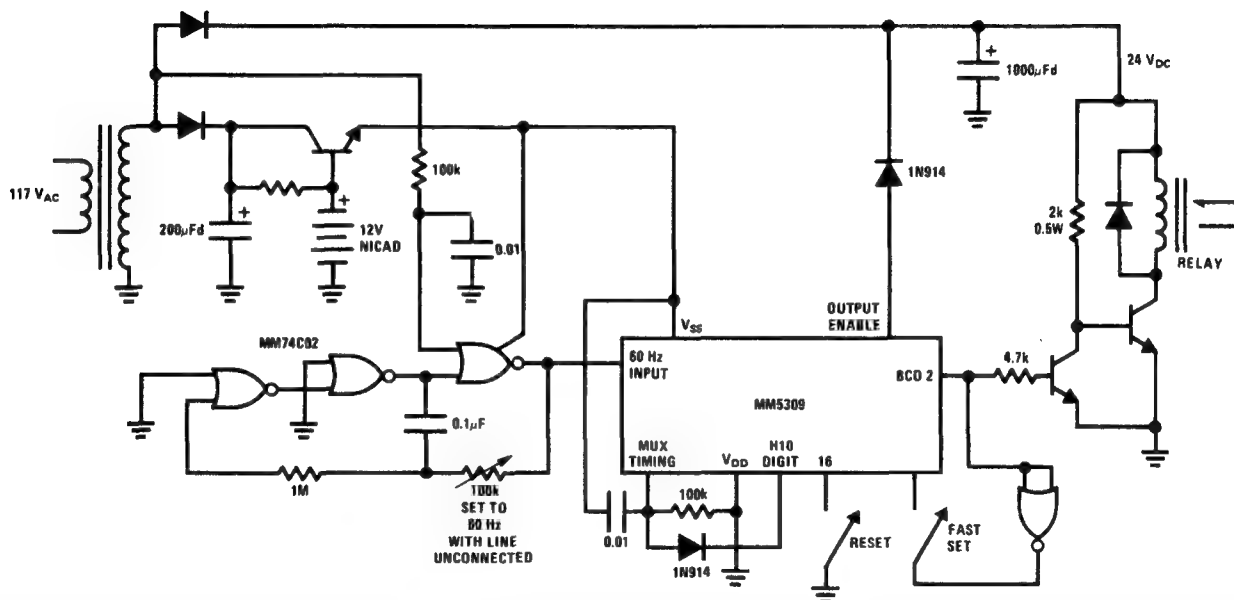 +
1000µFd
24 VDC
117 VAC
200µFd
+
+
12V
NICAD
100k
0.01
1N914
2k
0.5W
RELAY
MM74C02
VSS
OUTPUT
ENABLE
60 Hz
INPUT
BCD 2
4.7k
MM5309
0.1µF
1M
100k
SET TO
60 Hz
WITH LINE
UNCONNECTED
MUX
TIMING
VDD
H10
DIGIT
16
0.01
100k
1N914
RESET
FAST
SET